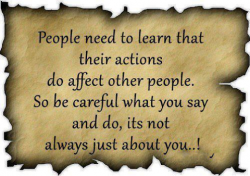 People need to learn that
their actions
do affect other people.
So be careful what you say
and do, its not
always just about you..!